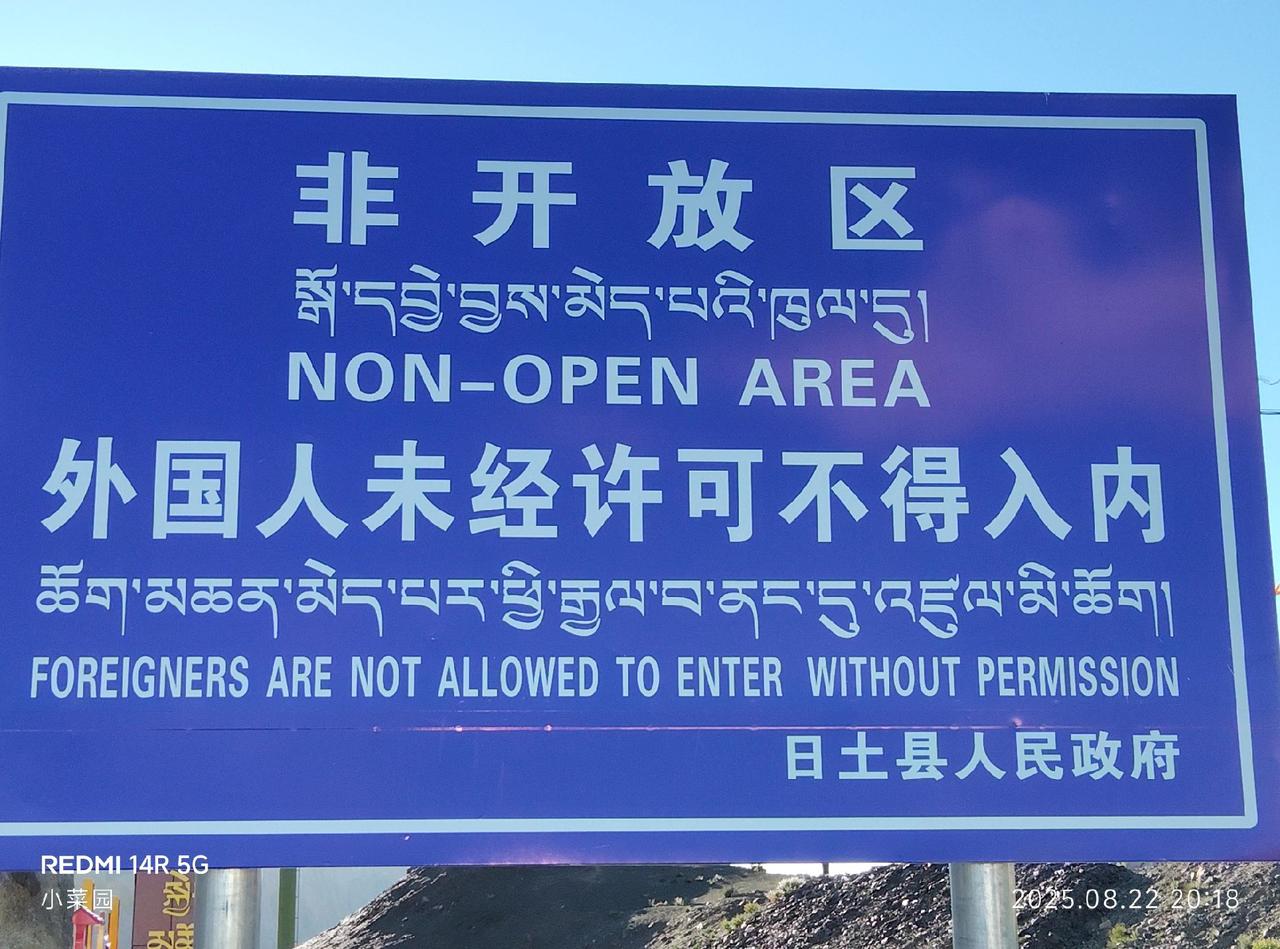 非开放区
སྒོ་དབྱེ་བྱས་མེད་པའི་ཁུལ་དུ།
NON-OPEN AREA
外国人未经许可不得入内
ཆོག་མཆན་མེད་པར་ཕྱི་རྒྱལ་བ་ནང་དུ་འཛུལ་མི་ཆོག།
FOREIGNERS ARE NOT ALLOWED TO ENTER WITHOUT PERMISSION
日土县人民政府
REDMI 14R 5G
小菜园
2025.08.22 20:18